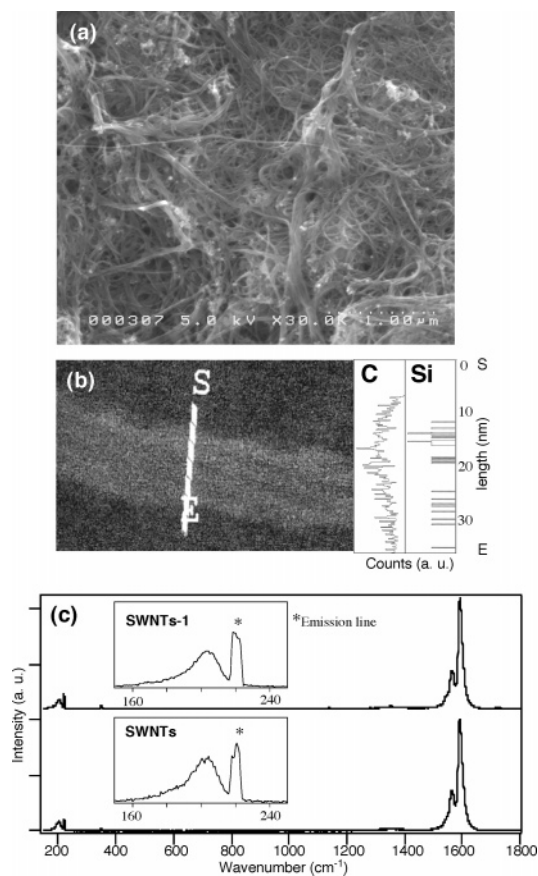 (a)
000307 5.0 kV X30.0K 1.00µm
(b)
S
E
C
Si
0 S
10
20
30
E
length (nm)
Counts (a. u.)
(c)
SWNTs-1
*
*Emission line
160
240
SWNTs
*
160
240
Intensity (a. u.)
200 400 600 800 1000 1200 1400 1600 1800
Wavenumber (cm⁻¹)